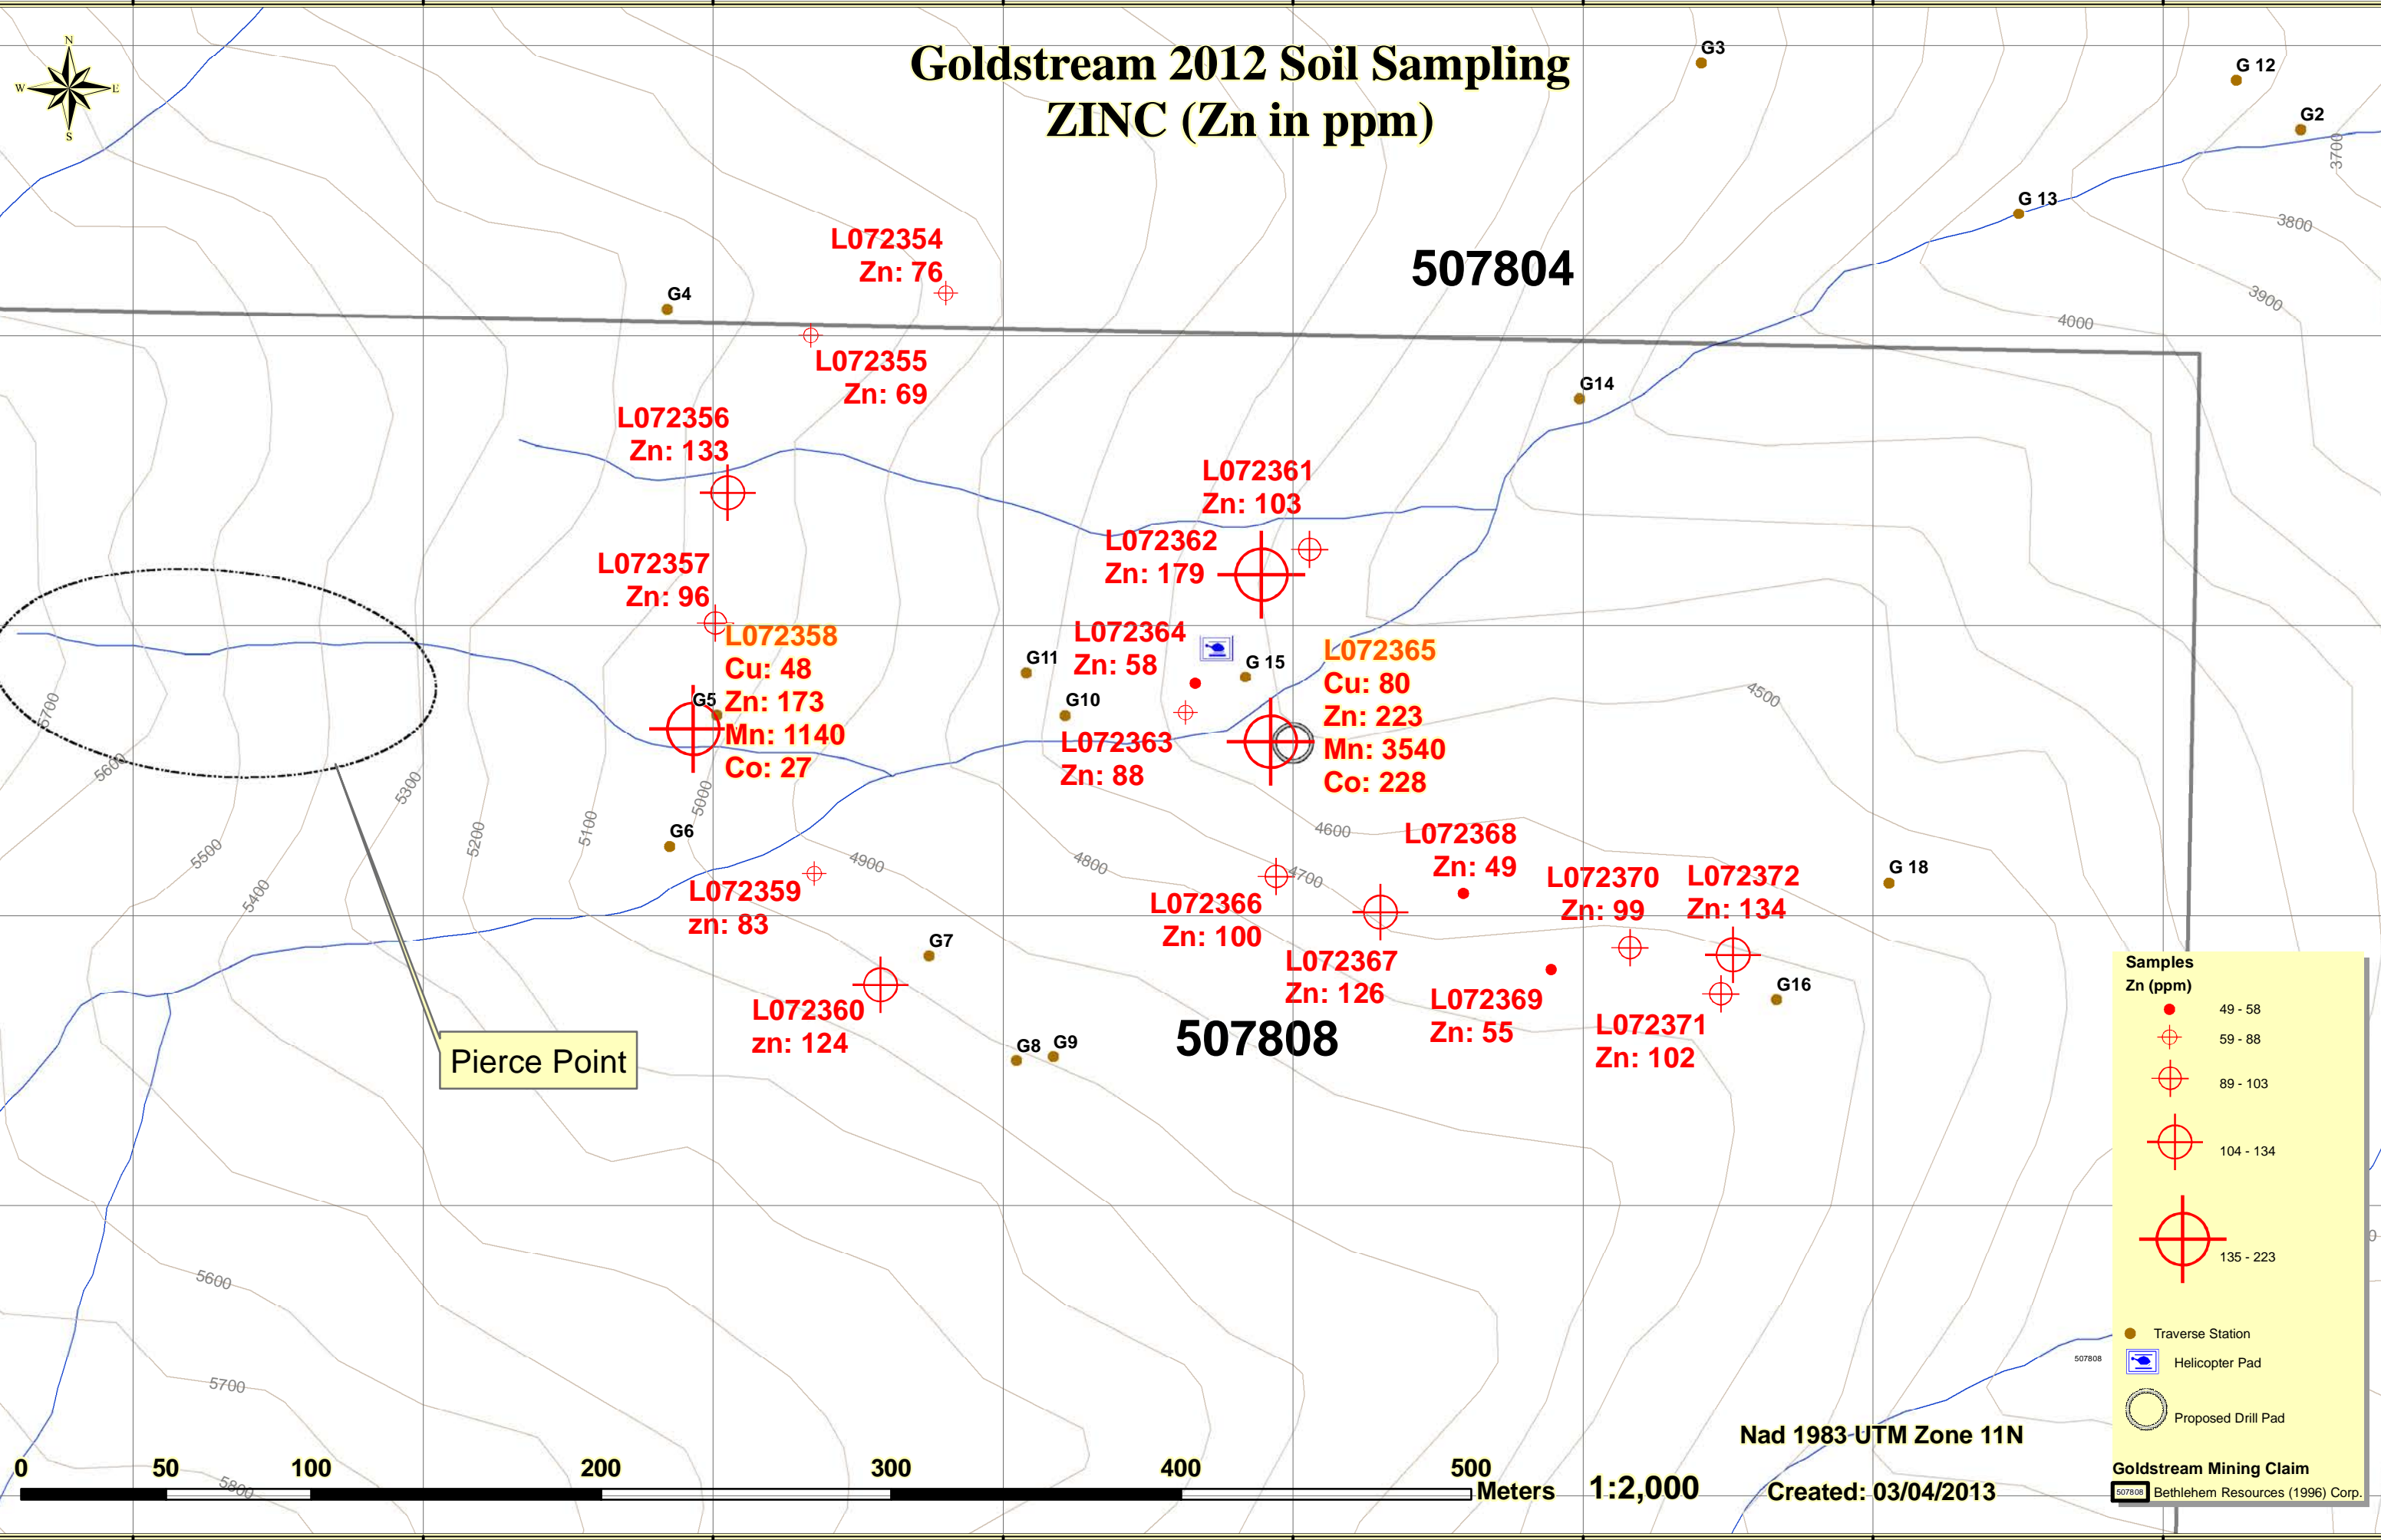 Goldstream 2012 Soil Sampling
ZINC (Zn in ppm)
N
W
E
S
G3
G 12
G2
3700
G 13
3800
L072354
Zn: 76
507804
G4
3900
4000
L072355
Zn: 69
G14
L072356
Zn: 133
L072361
Zn: 103
L072362
Zn: 179
L072357
Zn: 96
L072358
Cu: 48
Zn: 173
Mn: 1140
Co: 27
G5
L072364
Zn: 58
G11
G 15
G10
L072365
Cu: 80
Zn: 223
Mn: 3540
Co: 228
4500
L072363
Zn: 88
5700
5600
5300
5000
5200
5100
G6
5500
5400
4900
4800
4600
4700
L072368
Zn: 49
L072359
zn: 83
L072366
Zn: 100
L072370
Zn: 99
L072372
Zn: 134
G 18
G7
L072367
Zn: 126
L072360
zn: 124
L072369
Zn: 55
G16
L072371
Zn: 102
507808
G8
G9
Pierce Point
5600
5700
5800
Samples
Zn (ppm)
49 - 58
59 - 88
89 - 103
104 - 134
135 - 223
Traverse Station
Helicopter Pad
Proposed Drill Pad
Goldstream Mining Claim
507808
Bethlehem Resources (1996) Corp.
507808
0
50
100
200
300
400
500
Meters
1:2,000
Nad 1983 UTM Zone 11N
Created: 03/04/2013